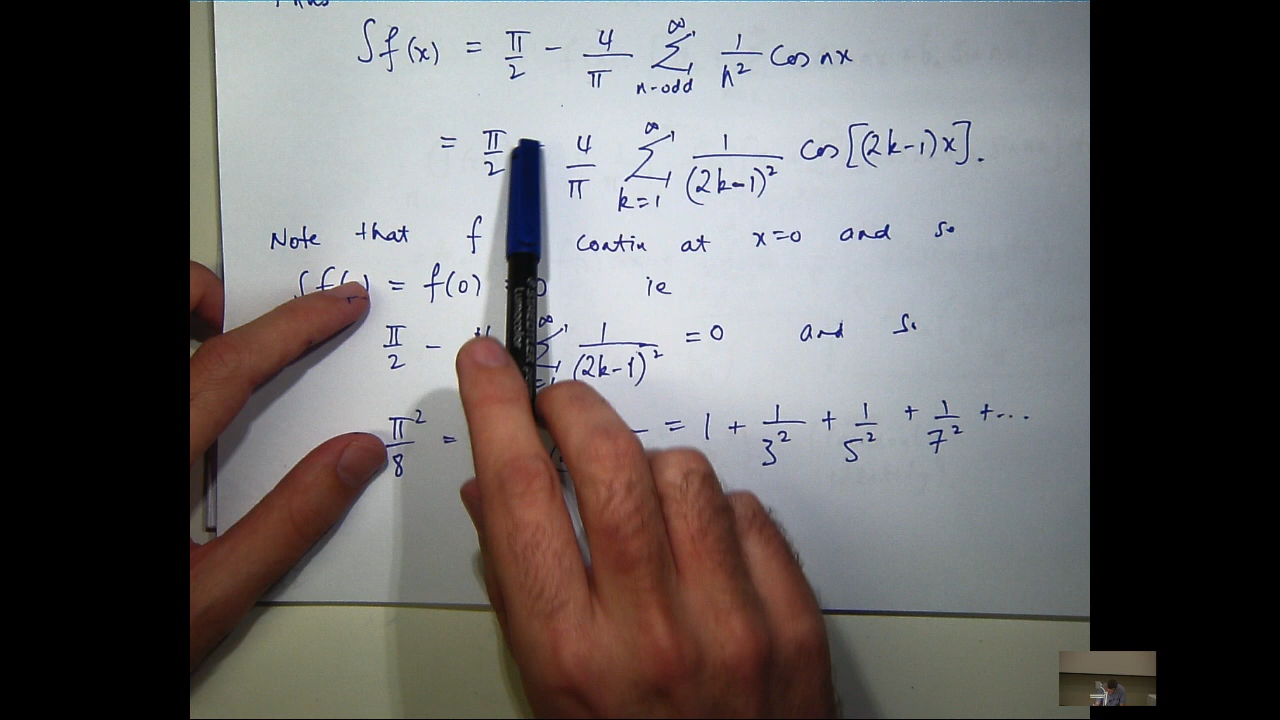 ∫f(x) = π/2 − 4/π ∑_{n-odd}^{∞} 1/n² Cos nx
= π/2 4/π ∑_{k=1}^{∞} 1/(2k−1)² Cos[(2k−1)x].
Note that f contin at x=0 and so
= f(0) 0 ie
π/2 − ∑^{∞} 1/(2k−1)² = 0 and so
π²/8 = = 1 + 1/3² + 1/5² + 1/7² + ...